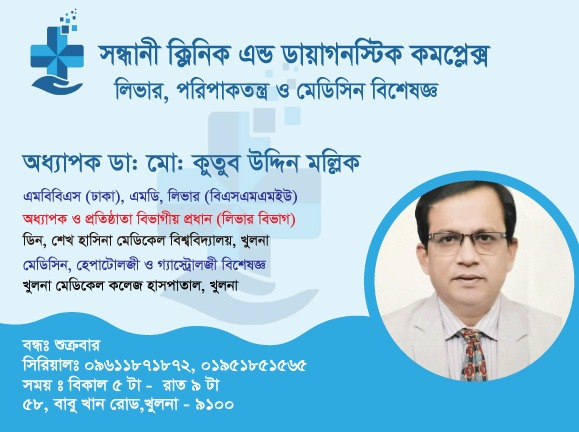 সন্ধানী ক্লিনিক এন্ড ডায়াগনস্টিক কমপ্লেক্স
লিভার, পরিপাকতন্ত্র ও মেডিসিন বিশেষজ্ঞ
অধ্যাপক ডা: মো: কুতুব উদ্দিন মল্লিক
এমবিবিএস (ঢাকা), এমডি, লিভার (বিএসএমএমইউ)
অধ্যাপক ও প্রতিষ্ঠাতা বিভাগীয় প্রধান (লিভার বিভাগ)
ডিন, শেখ হাসিনা মেডিকেল বিশ্ববিদ্যালয়, খুলনা
মেডিসিন, হেপাটোলজী ও গ্যাস্ট্রোলজী বিশেষজ্ঞ
খুলনা মেডিকেল কলেজ হাসপাতাল, খুলনা
বন্ধঃ শুক্রবার
সিরিয়ালঃ ০৯৬১১৮৭১৮৭২, ০১৯৫১৮৫১৫৬৫
সময় ঃ বিকাল ৫ টা - রাত ৯ টা
৫৮, বাবু খান রোড,খুলনা - ৯১০০